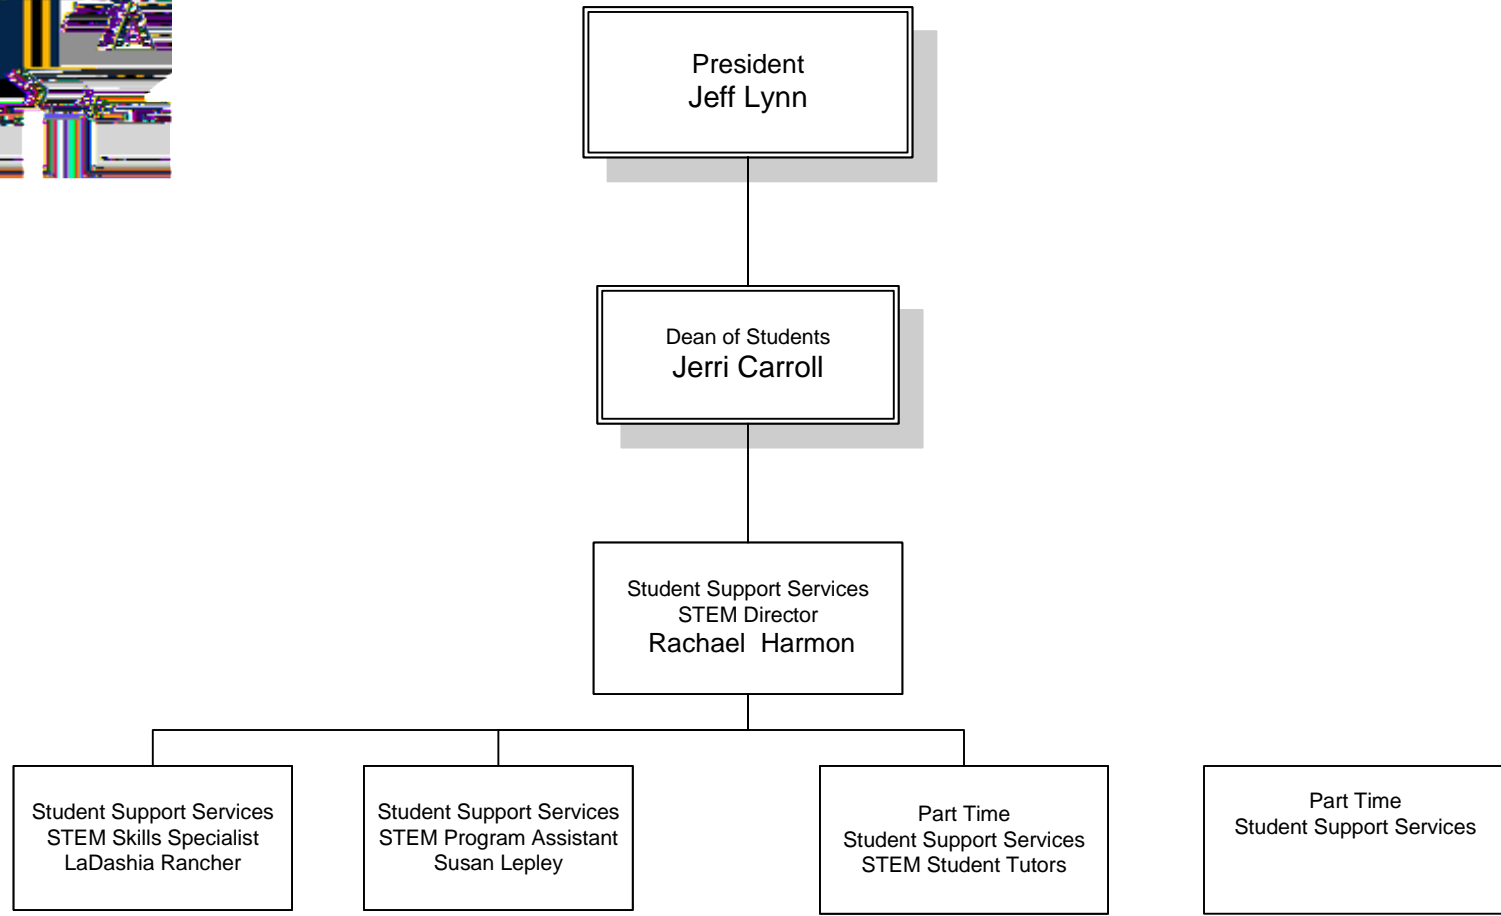 President
Jeff Lynn
Dean of Students
Jerri Carroll
Student Support Services
STEM Director
Rachael  Harmon
Student Support Services
STEM Skills Specialist
LaDashia Rancher
Student Support Services
STEM Program Assistant
Susan Lepley
Part Time
Student Support Services
STEM Student Tutors
Part Time
Student Support Services